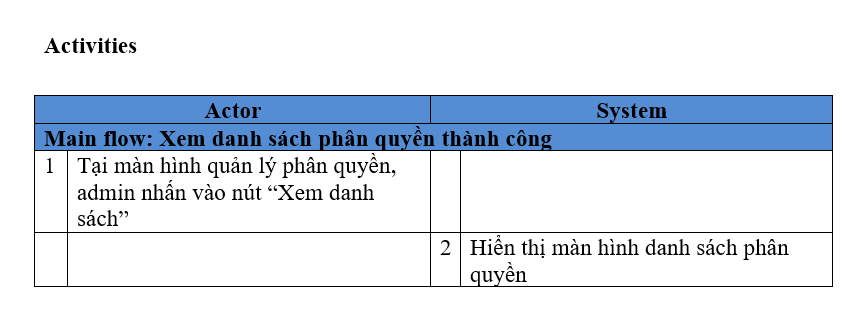 Activities
Actor System
Main flow: Xem danh sách phân quyền thành công
1 Tại màn hình quản lý phân quyền,
admin nhấn vào nút “Xem danh
sách”
2 Hiển thị màn hình danh sách phân
quyền